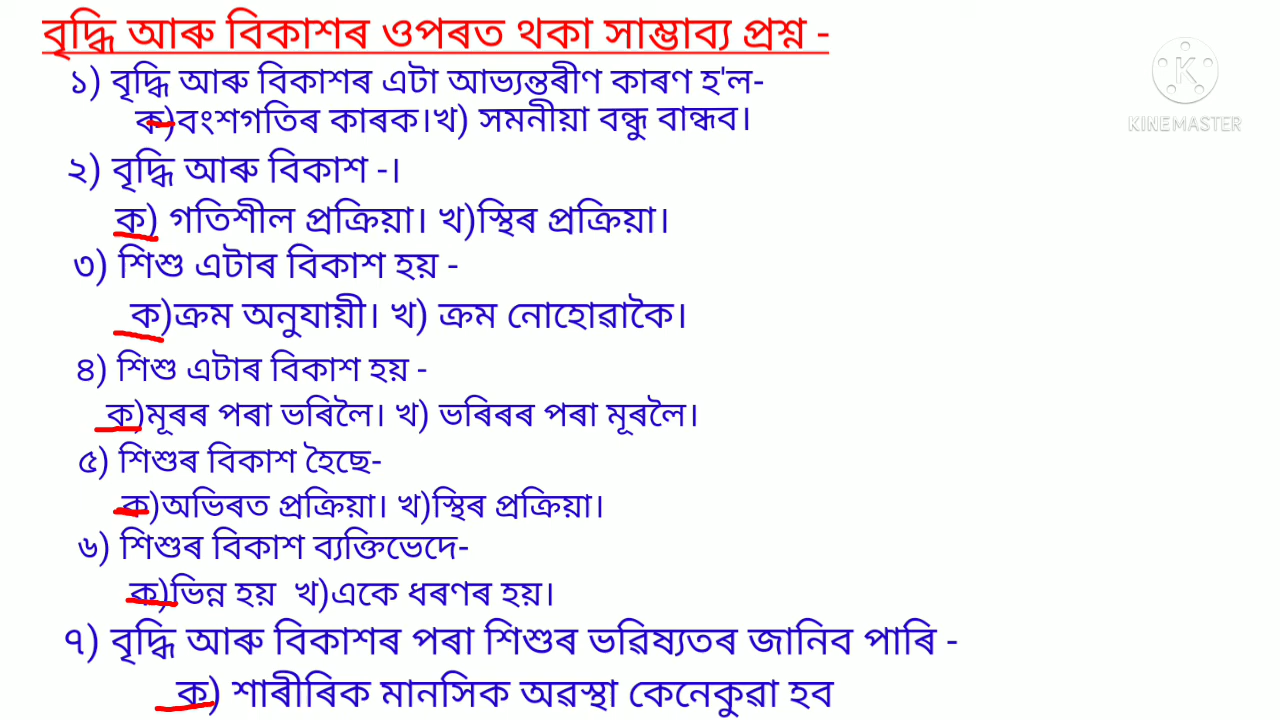 বৃদ্ধি আৰু বিকাশৰ ওপৰত থকা সাম্ভাব্য প্ৰশ্ন -
১) বৃদ্ধি আৰু বিকাশৰ এটা আভ্যন্তৰীণ কাৰণ হ'ল-
ক)বংশগতিৰ কাৰক।খ) সমনীয়া বন্ধু বান্ধব।
২) বৃদ্ধি আৰু বিকাশ -।
ক) গতিশীল প্ৰক্ৰিয়া। খ)স্থিৰ প্ৰক্ৰিয়া।
৩) শিশু এটাৰ বিকাশ হয় -
ক)ক্ৰম অনুযায়ী। খ) ক্ৰম নোহোৱাকৈ।
৪) শিশু এটাৰ বিকাশ হয় -
ক)মূৰৰ পৰা ভৰিলৈ। খ) ভৰিৰৰ পৰা মূৰলৈ।
৫) শিশুৰ বিকাশ হৈছে-
ক)অভিৰত প্ৰক্ৰিয়া। খ)স্থিৰ প্ৰক্ৰিয়া।
৬) শিশুৰ বিকাশ ব্যক্তিভেদে-
ক)ভিন্ন হয় খ)একে ধৰণৰ হয়।
৭) বৃদ্ধি আৰু বিকাশৰ পৰা শিশুৰ ভৱিষ্যতৰ জানিব পাৰি -
ক) শাৰীৰিক মানসিক অৱস্থা কেনেকুৱা হব
K
KINEMASTER